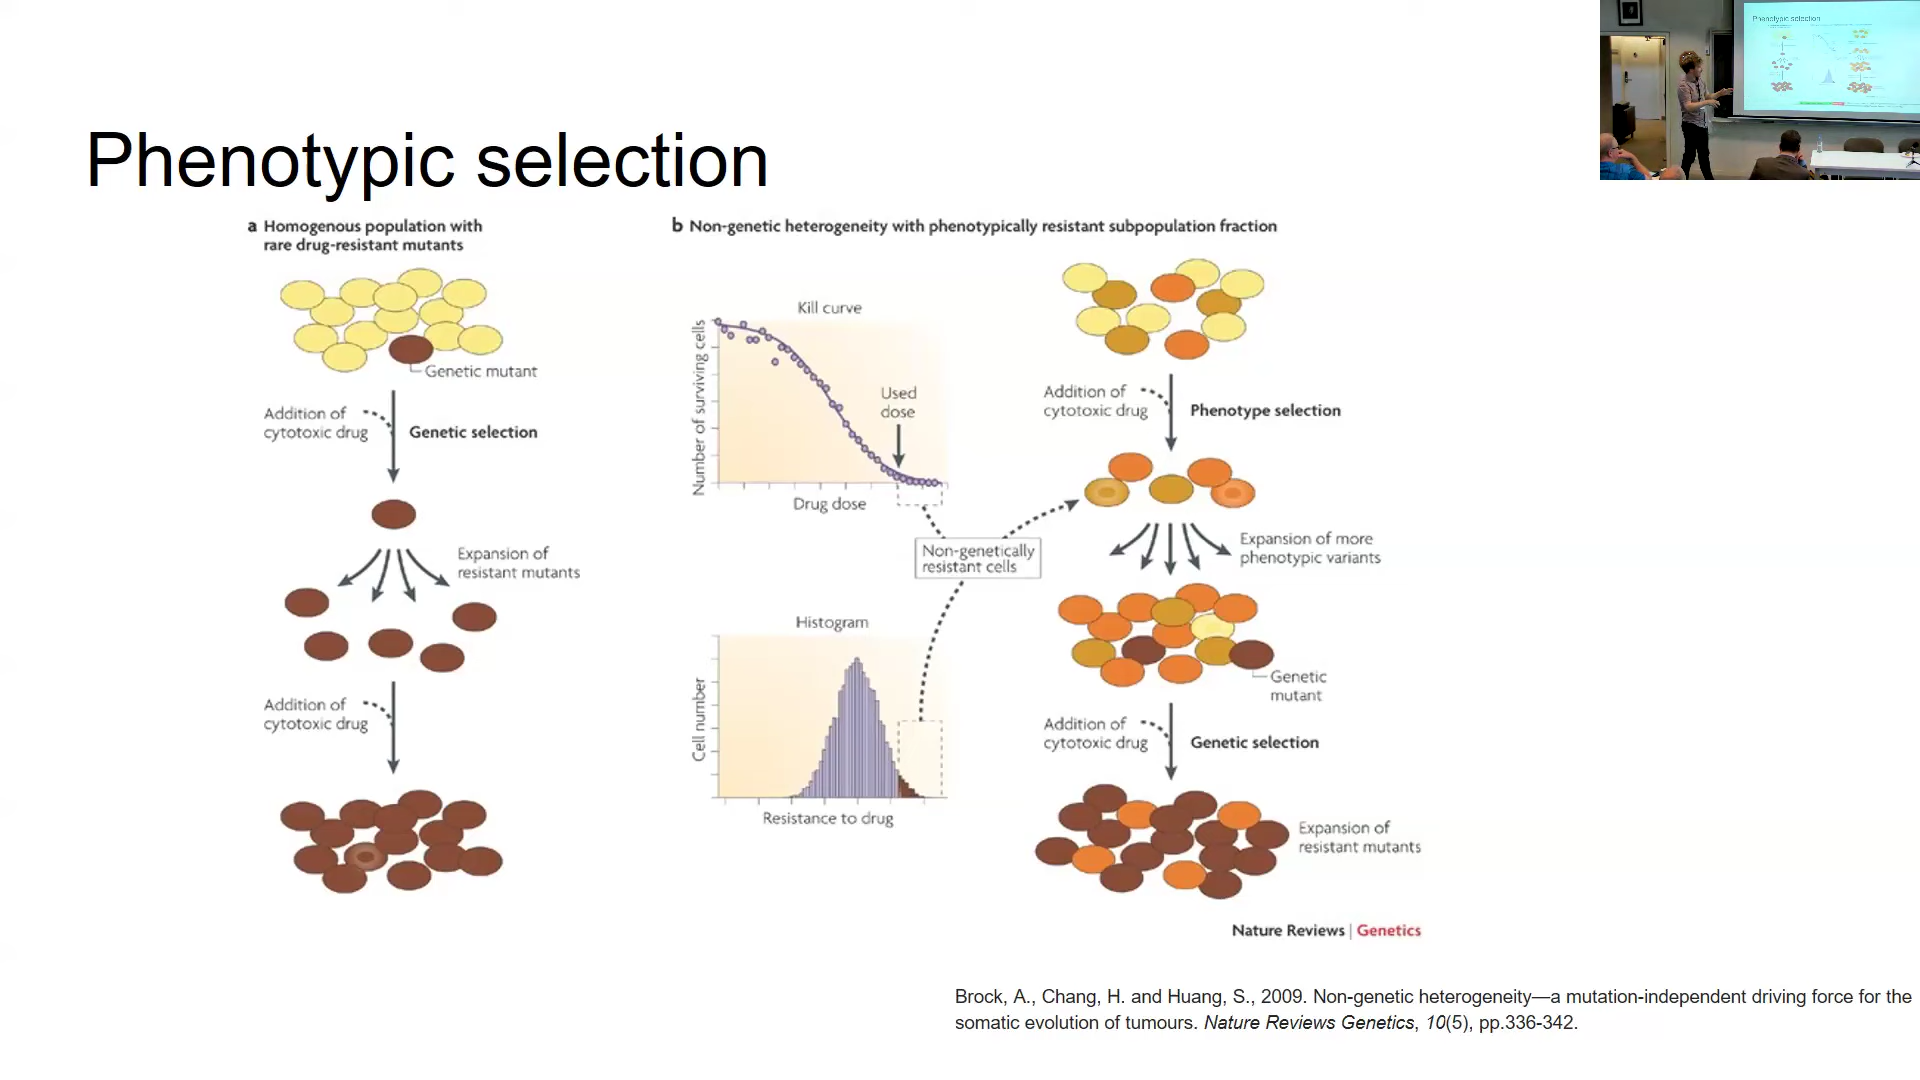 Phenotypic selection
a Homogenous population with
rare drug-resistant mutants
Genetic mutant
Addition of
cytotoxic drug
Genetic selection
Expansion of
resistant mutants
Addition of
cytotoxic drug
b Non-genetic heterogeneity with phenotypically resistant subpopulation fraction
Kill curve
Number of surviving cells
Used
dose
Drug dose
Non-genetically
resistant cells
Histogram
Cell number
Resistance to drug
Addition of
cytotoxic drug
Phenotype selection
Expansion of more
phenotypic variants
Genetic
mutant
Addition of
cytotoxic drug
Genetic selection
Expansion of
resistant mutants
Nature Reviews | Genetics
Brock, A., Chang, H. and Huang, S., 2009. Non-genetic heterogeneity—a mutation-independent driving force for the
somatic evolution of tumours. Nature Reviews Genetics, 10(5), pp.336-342.
Phenotypic selection